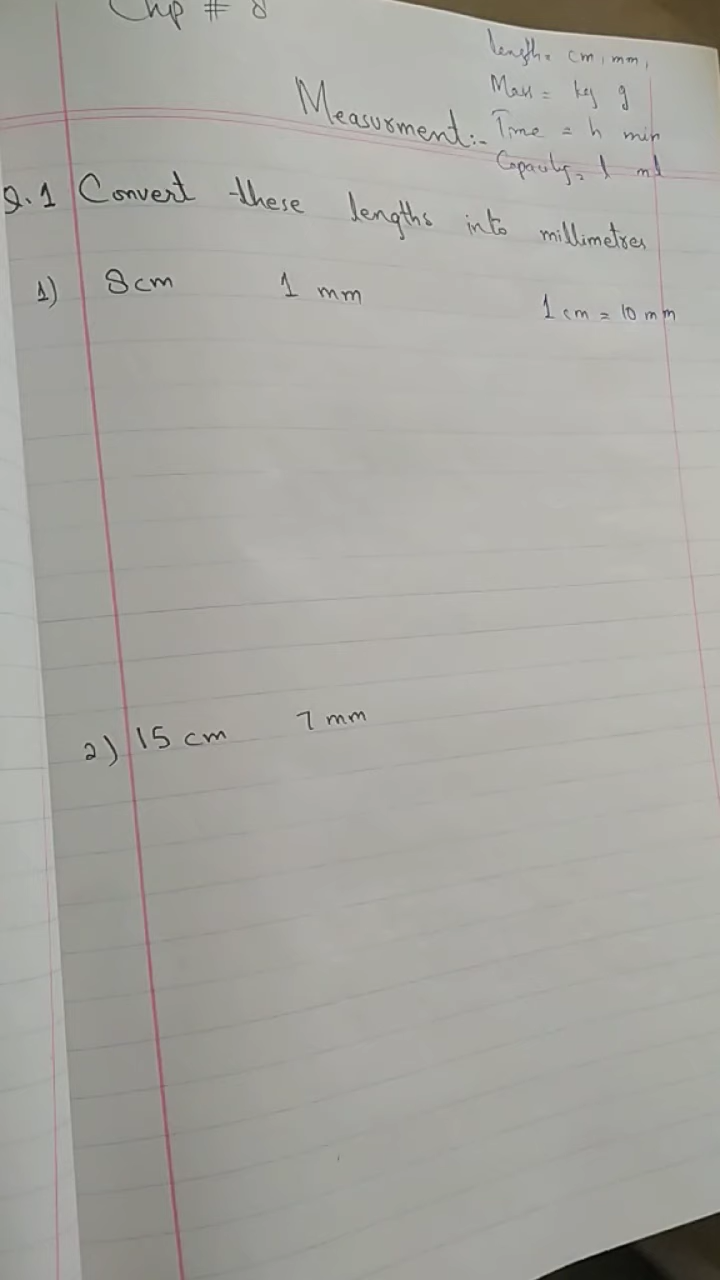 Chp # 8
length = cm, mm,
Mass = kg g
Measurment:-
Time = h min
Capacity = l ml
Q.1 Convert these lengths into millimetres
1) 8cm 1 mm
1 cm = 10 mm
2) 15 cm 7 mm